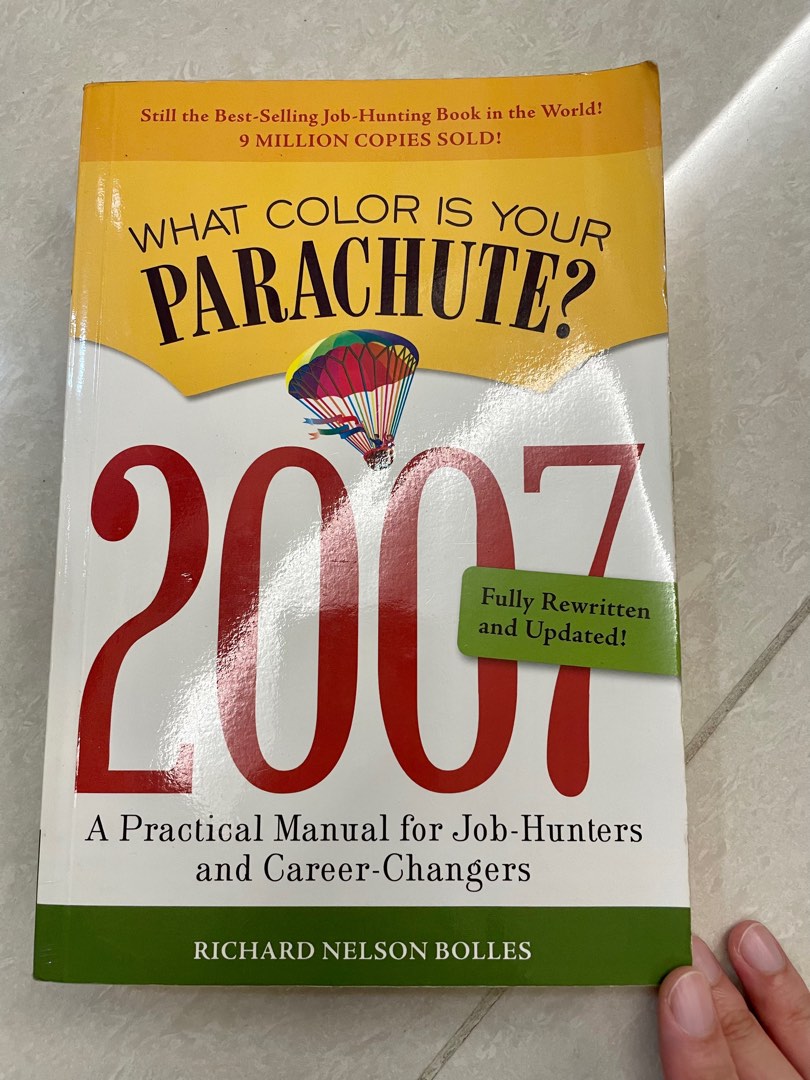 Still the Best-Selling Job-Hunting Book in the World!
9 MILLION COPIES SOLD!
WHAT COLOR IS YOUR
PARACHUTE?
2007
Fully Rewritten
and Updated!
A Practical Manual for Job-Hunters
and Career-Changers
RICHARD NELSON BOLLES